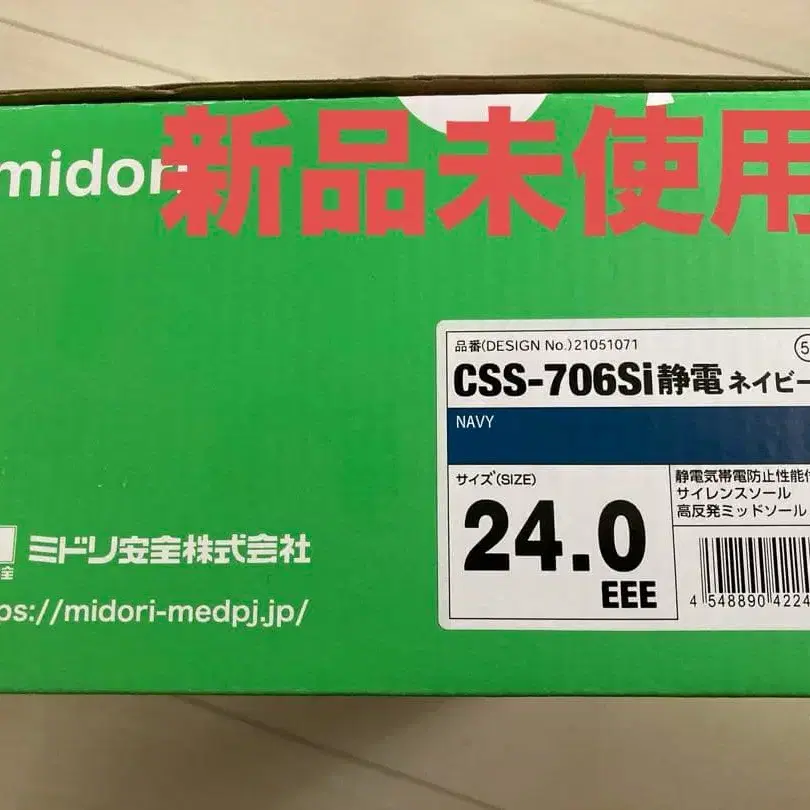 midori
新品未使用
品番(DESIGN No.)21051071
CSS-706Si静電 ネイビー
NAVY
サイズ(SIZE)
24.0
EEE
静電気帯電防止性能付
サイレンスソール
高反発ミッドソール
4 548890 4224
ミドリ安全株式会社
ps://midori-medpj.jp/